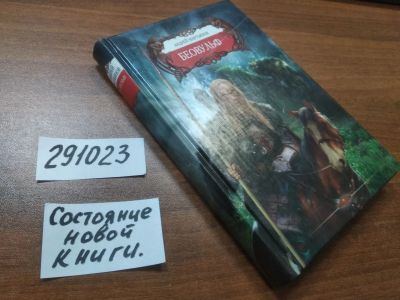 БЕОВУЛЬФ
291023
Состояние
новой
книги.